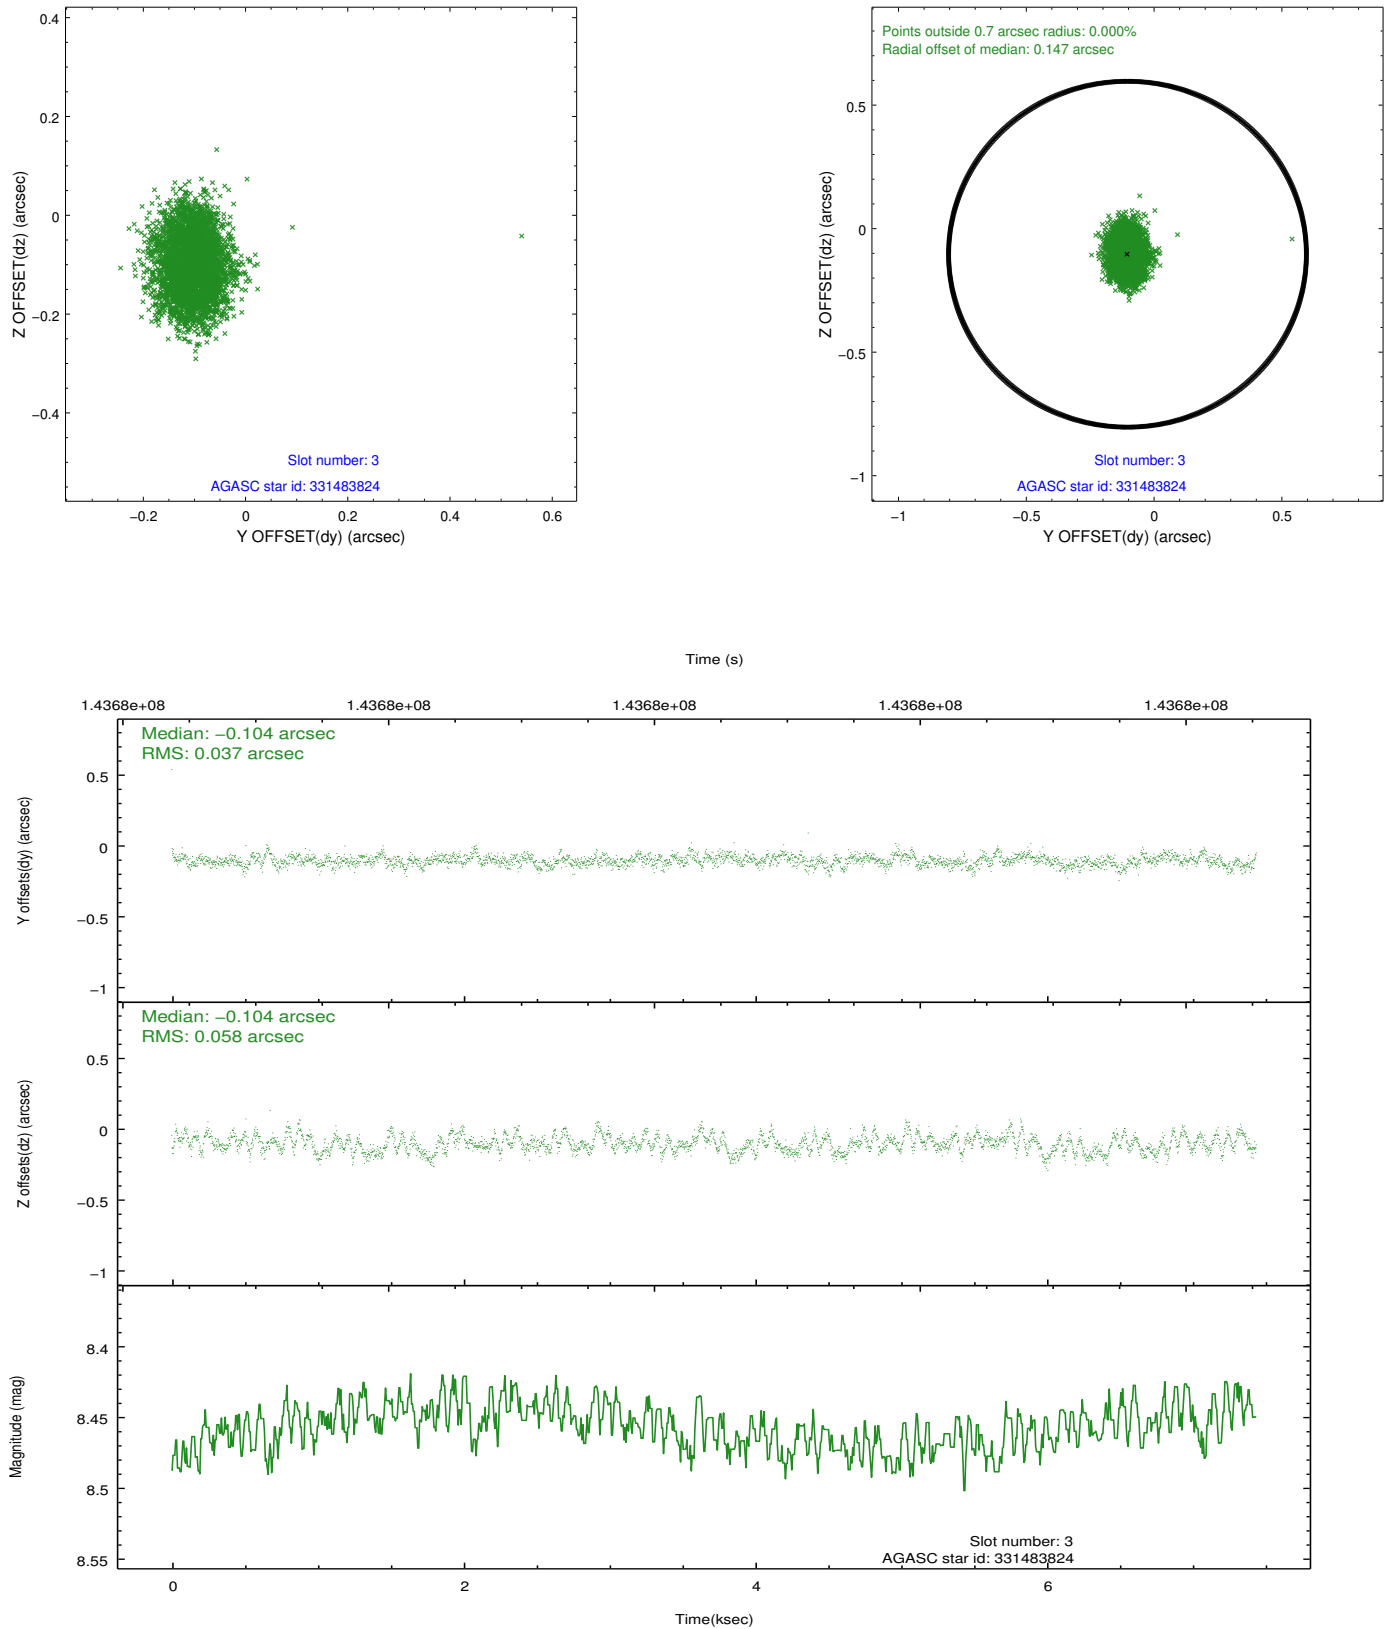 0.4
0.2
0
−0.2
−0.4
Z OFFSET(dz) (arcsec)
Slot number: 3
AGASC star id: 331483824
−0.2 0 0.2 0.4 0.6
Y OFFSET(dy) (arcsec)
Points outside 0.7 arcsec radius: 0.000%
Radial offset of median: 0.147 arcsec
0.5
0
−0.5
−1
Z OFFSET(dz) (arcsec)
Slot number: 3
AGASC star id: 331483824
−1 −0.5 0 0.5
Y OFFSET(dy) (arcsec)
Time (s)
1.4368e+08 1.4368e+08 1.4368e+08 1.4368e+08 1.4368e+08
Median: −0.104 arcsec
RMS: 0.037 arcsec
0.5
0
−0.5
−1
Y offsets(dy) (arcsec)
Median: −0.104 arcsec
RMS: 0.058 arcsec
0.5
0
−0.5
−1
Z offsets(dz) (arcsec)
8.4
8.45
8.5
8.55
Magnitude (mag)
Slot number: 3
AGASC star id: 331483824
0 2 4 6
Time(ksec)